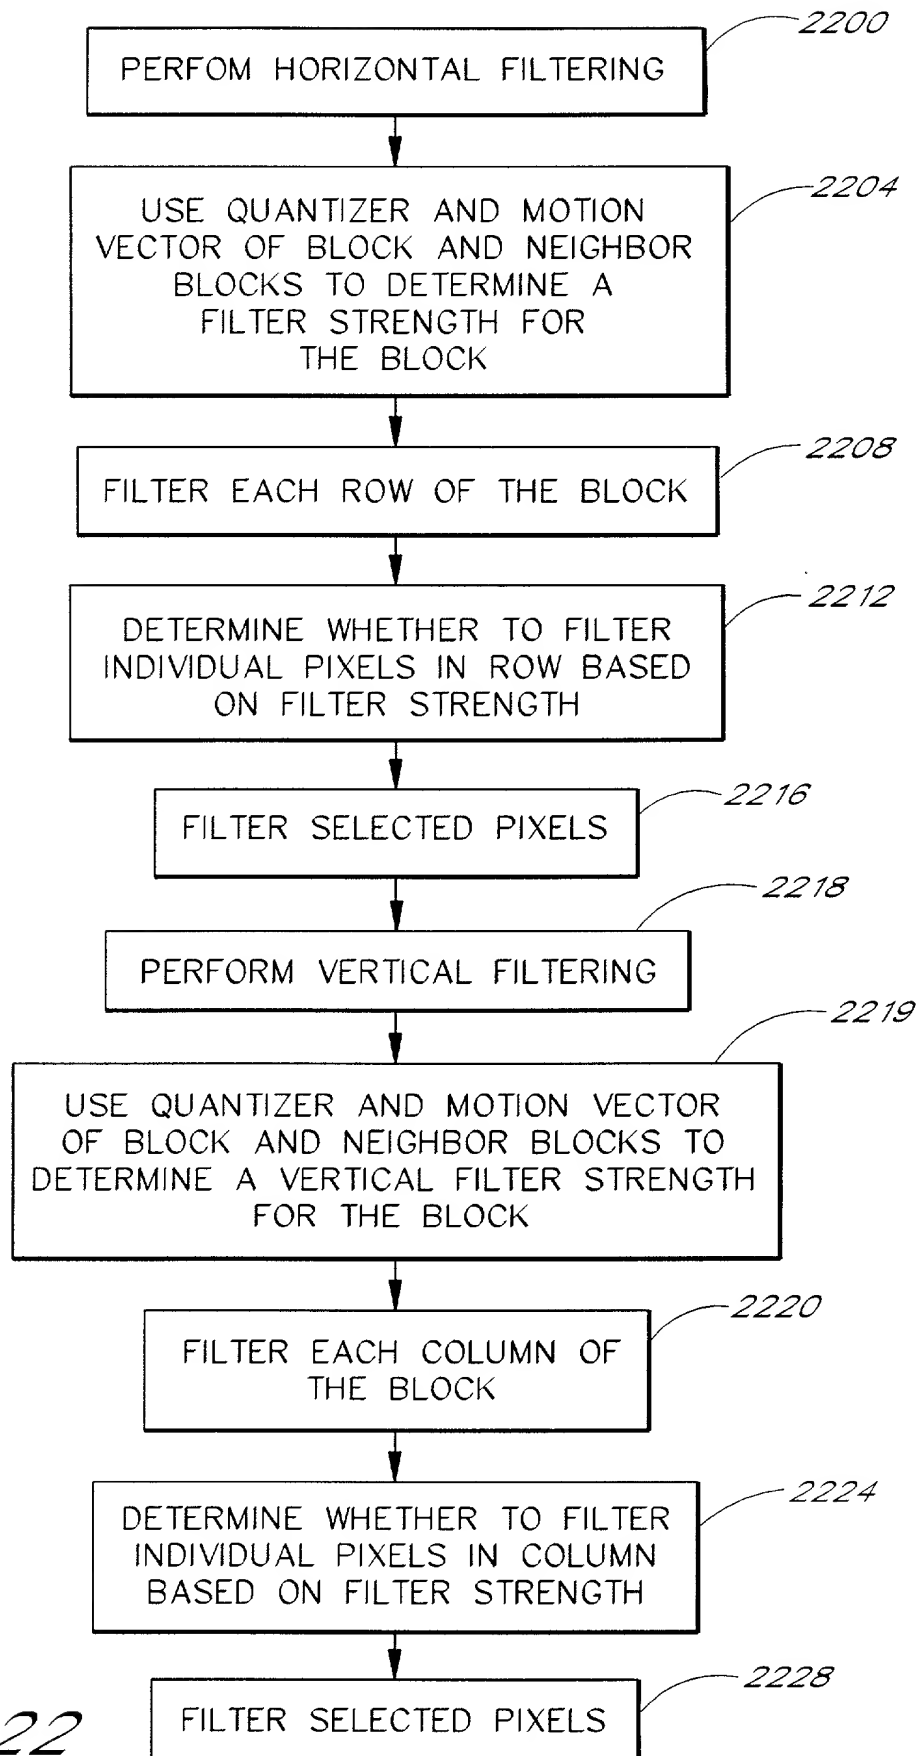 2200
PERFOM HORIZONTAL FILTERING
2204
USE QUANTIZER AND MOTION
VECTOR OF BLOCK AND NEIGHBOR
BLOCKS TO DETERMINE A
FILTER STRENGTH FOR
THE BLOCK
2208
FILTER EACH ROW OF THE BLOCK
2212
DETERMINE WHETHER TO FILTER
INDIVIDUAL PIXELS IN ROW BASED
ON FILTER STRENGTH
2216
FILTER SELECTED PIXELS
2218
PERFORM VERTICAL FILTERING
2219
USE QUANTIZER AND MOTION VECTOR
OF BLOCK AND NEIGHBOR BLOCKS TO
DETERMINE A VERTICAL FILTER STRENGTH
FOR THE BLOCK
2220
FILTER EACH COLUMN OF
THE BLOCK
2224
DETERMINE WHETHER TO FILTER
INDIVIDUAL PIXELS IN COLUMN
BASED ON FILTER STRENGTH
2228
FILTER SELECTED PIXELS
22